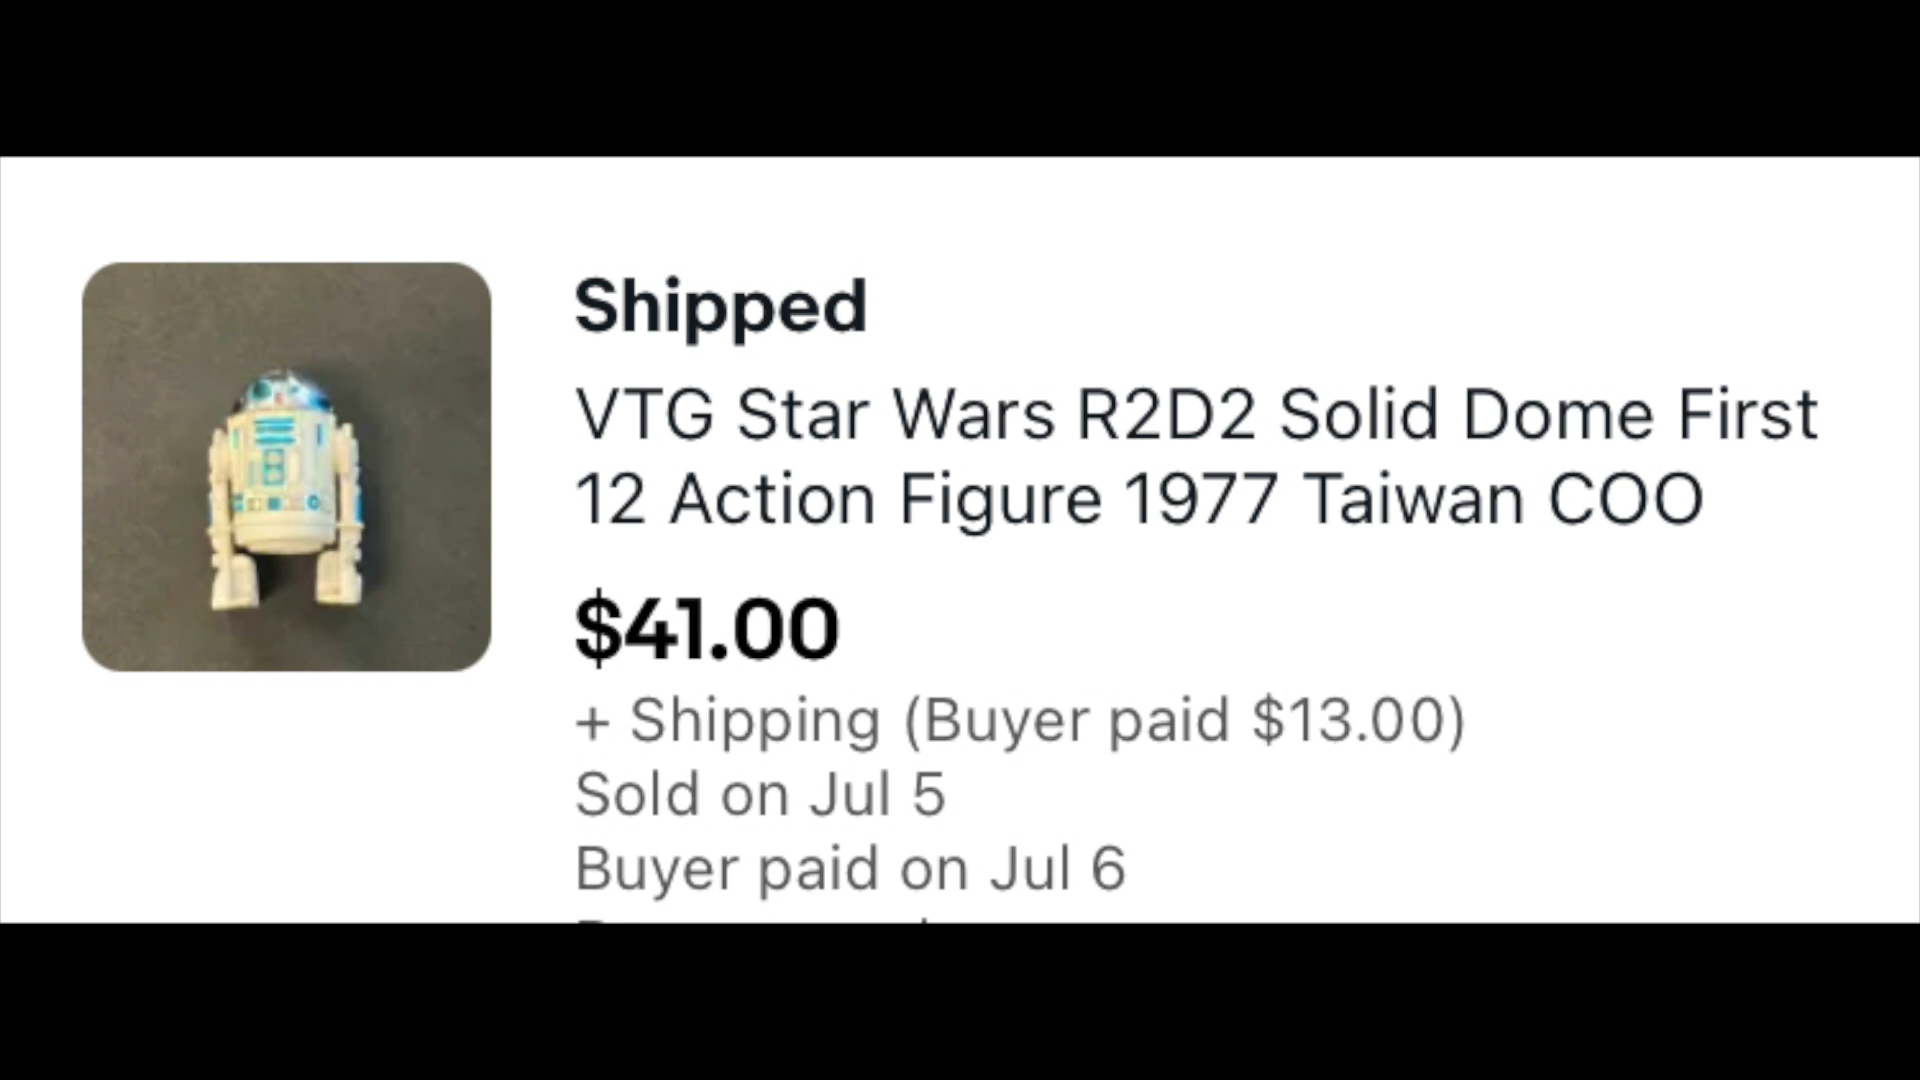 Shipped
VTG Star Wars R2D2 Solid Dome First
12 Action Figure 1977 Taiwan COO
$41.00
+ Shipping (Buyer paid $13.00)
Sold on Jul 5
Buyer paid on Jul 6